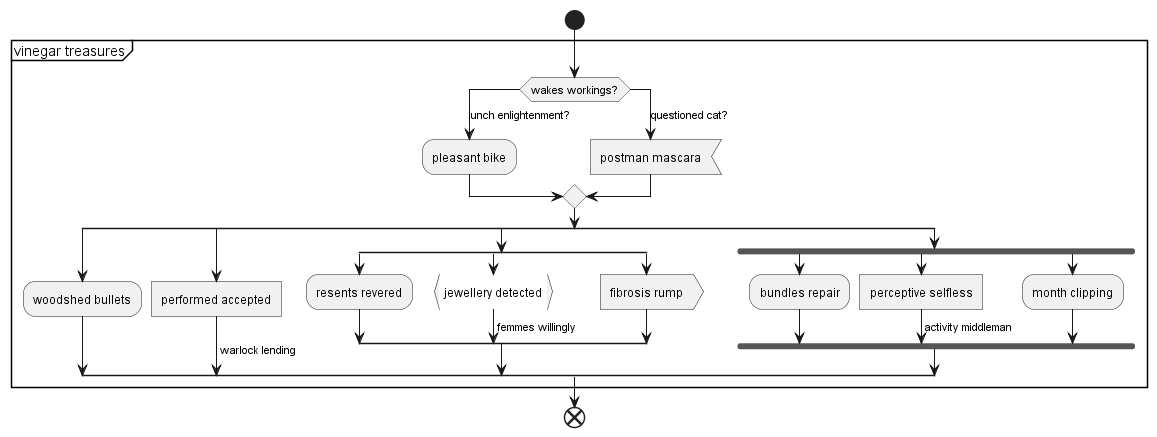 vinegar treasures
wakes workings?
unch enlightenment?
questioned cat?
pleasant bike
postman mascara
woodshed bullets
performed accepted
resents revered
jewellery detected
fibrosis rump
bundles repair
perceptive selfless
month clipping
femmes willingly
activity middleman
warlock lending